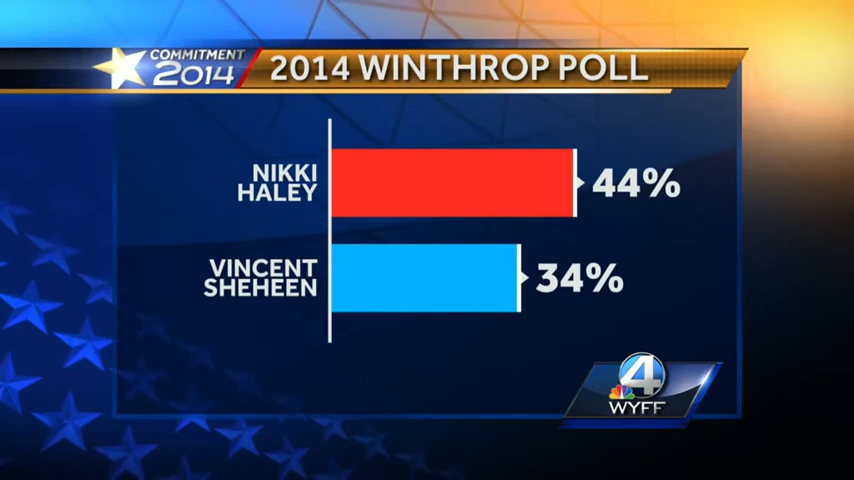 COMMITMENT
2014
2014 WINTHROP POLL
NIKKI
HALEY
44%
VINCENT
SHEHEEN
34%
4
WYFF